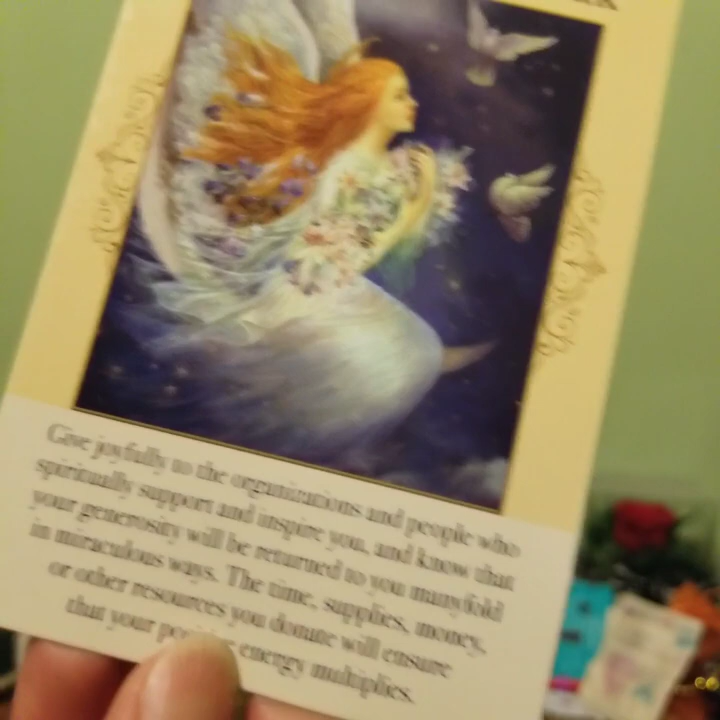 Give joyfully to the organizations and people who
spiritually support and inspire you, and know that
your generosity will be returned to you manyfold
in miraculous ways. The time, supplies, money,
or other resources you donate will ensure
that your energy multiplies.